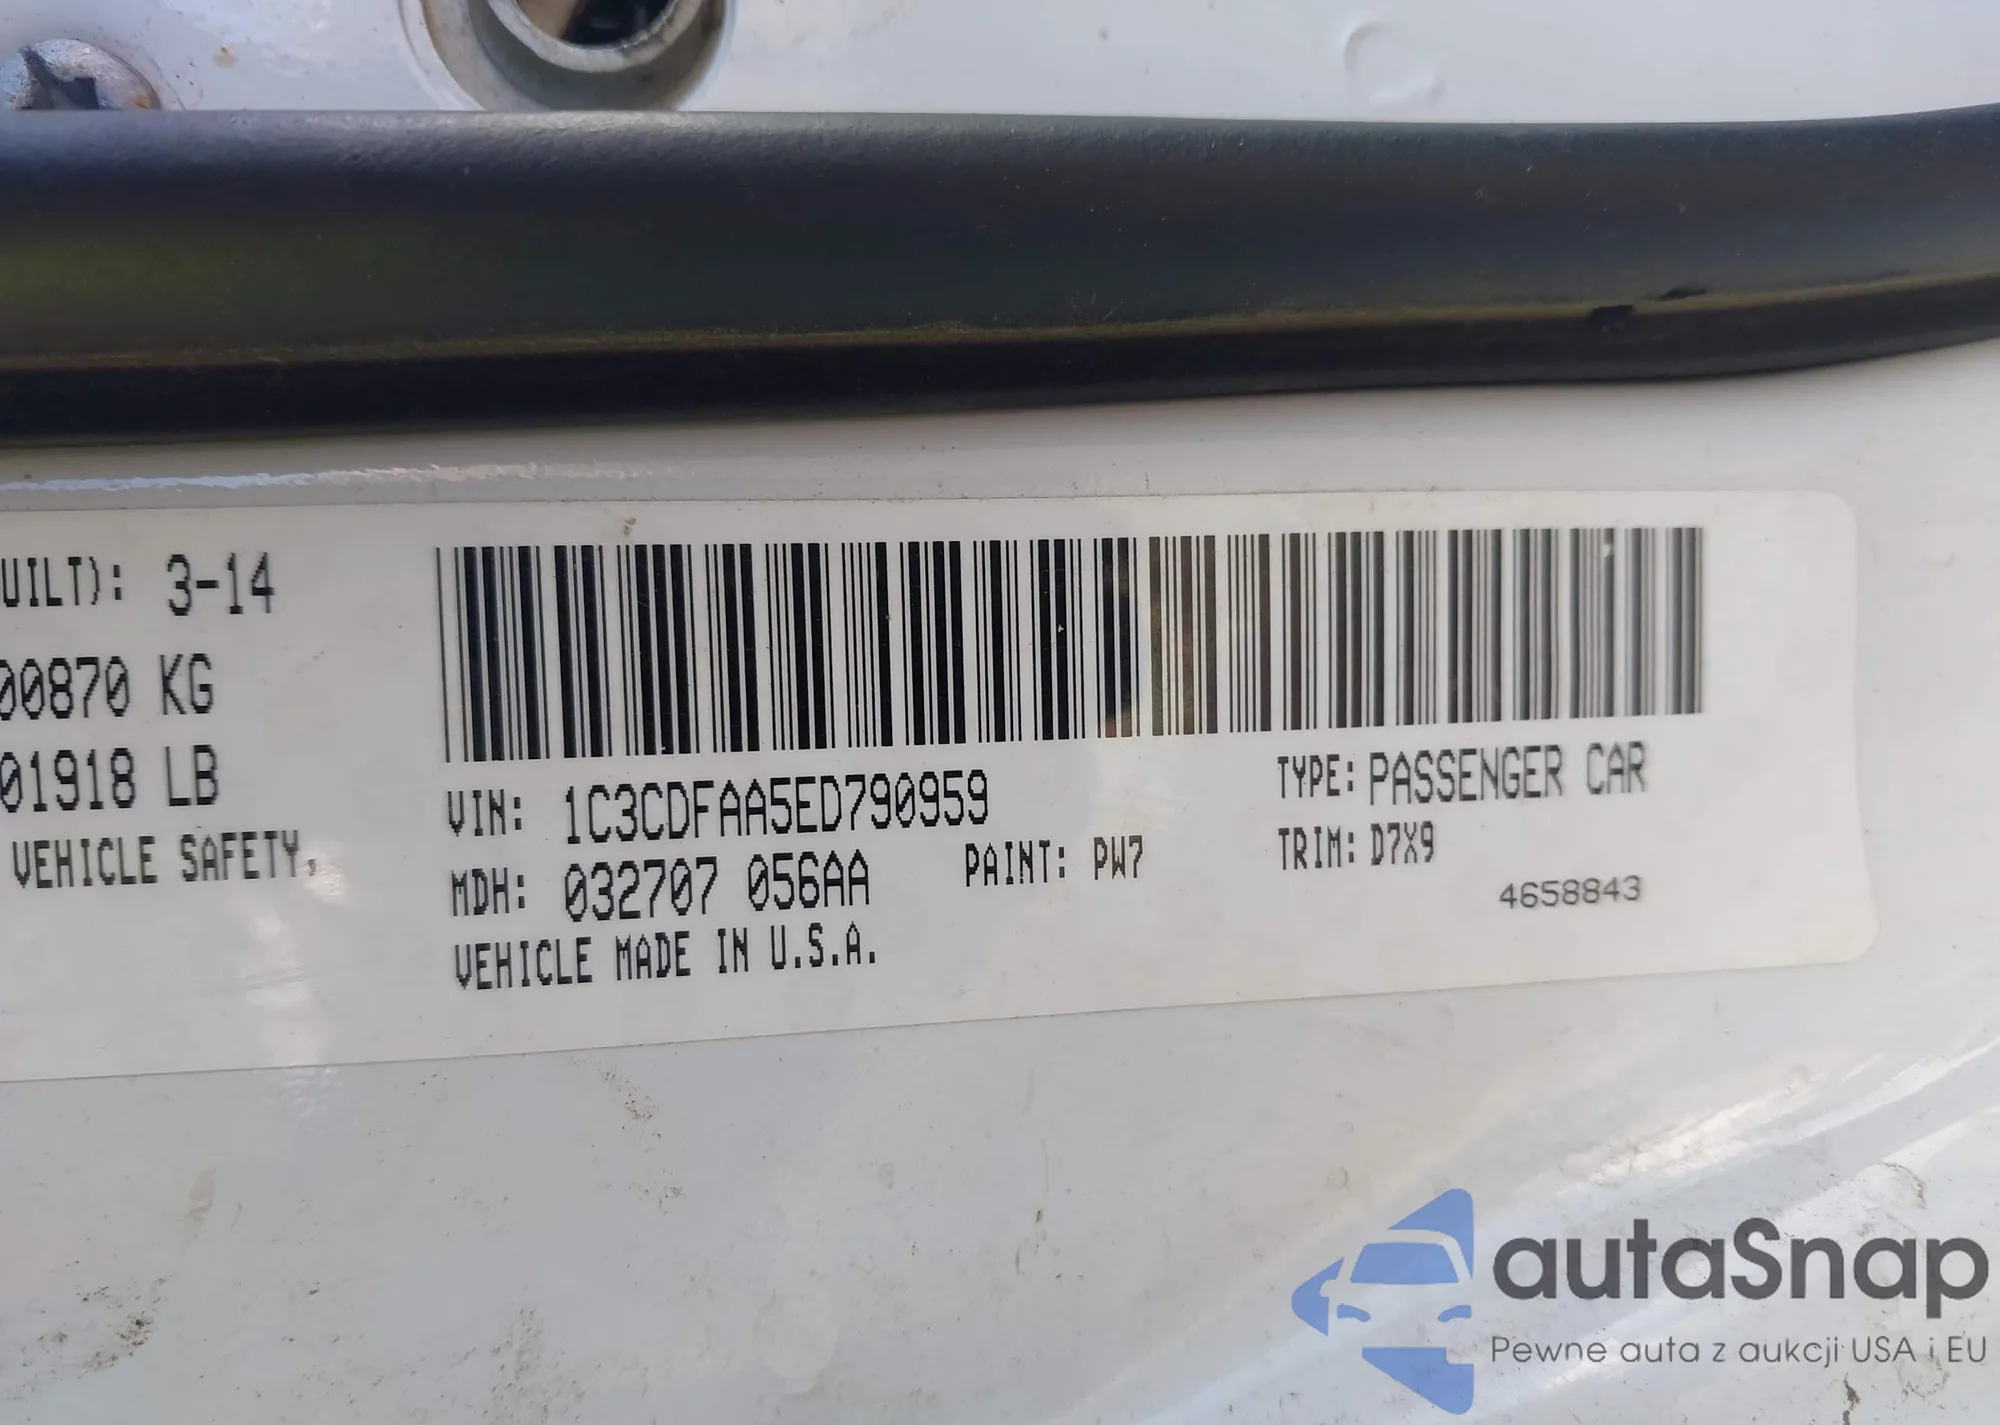 UILT): 3-14
00870 KG
01918 LB
VEHICLE SAFETY,
VIN: 1C3CDFAA5ED790959
TYPE: PASSENGER CAR
MDH: 032707 056AA
PAINT: PW7
TRIM: D7X9
4658843
VEHICLE MADE IN U.S.A.
autaSnap
Pewne auta z aukcji USA i EU